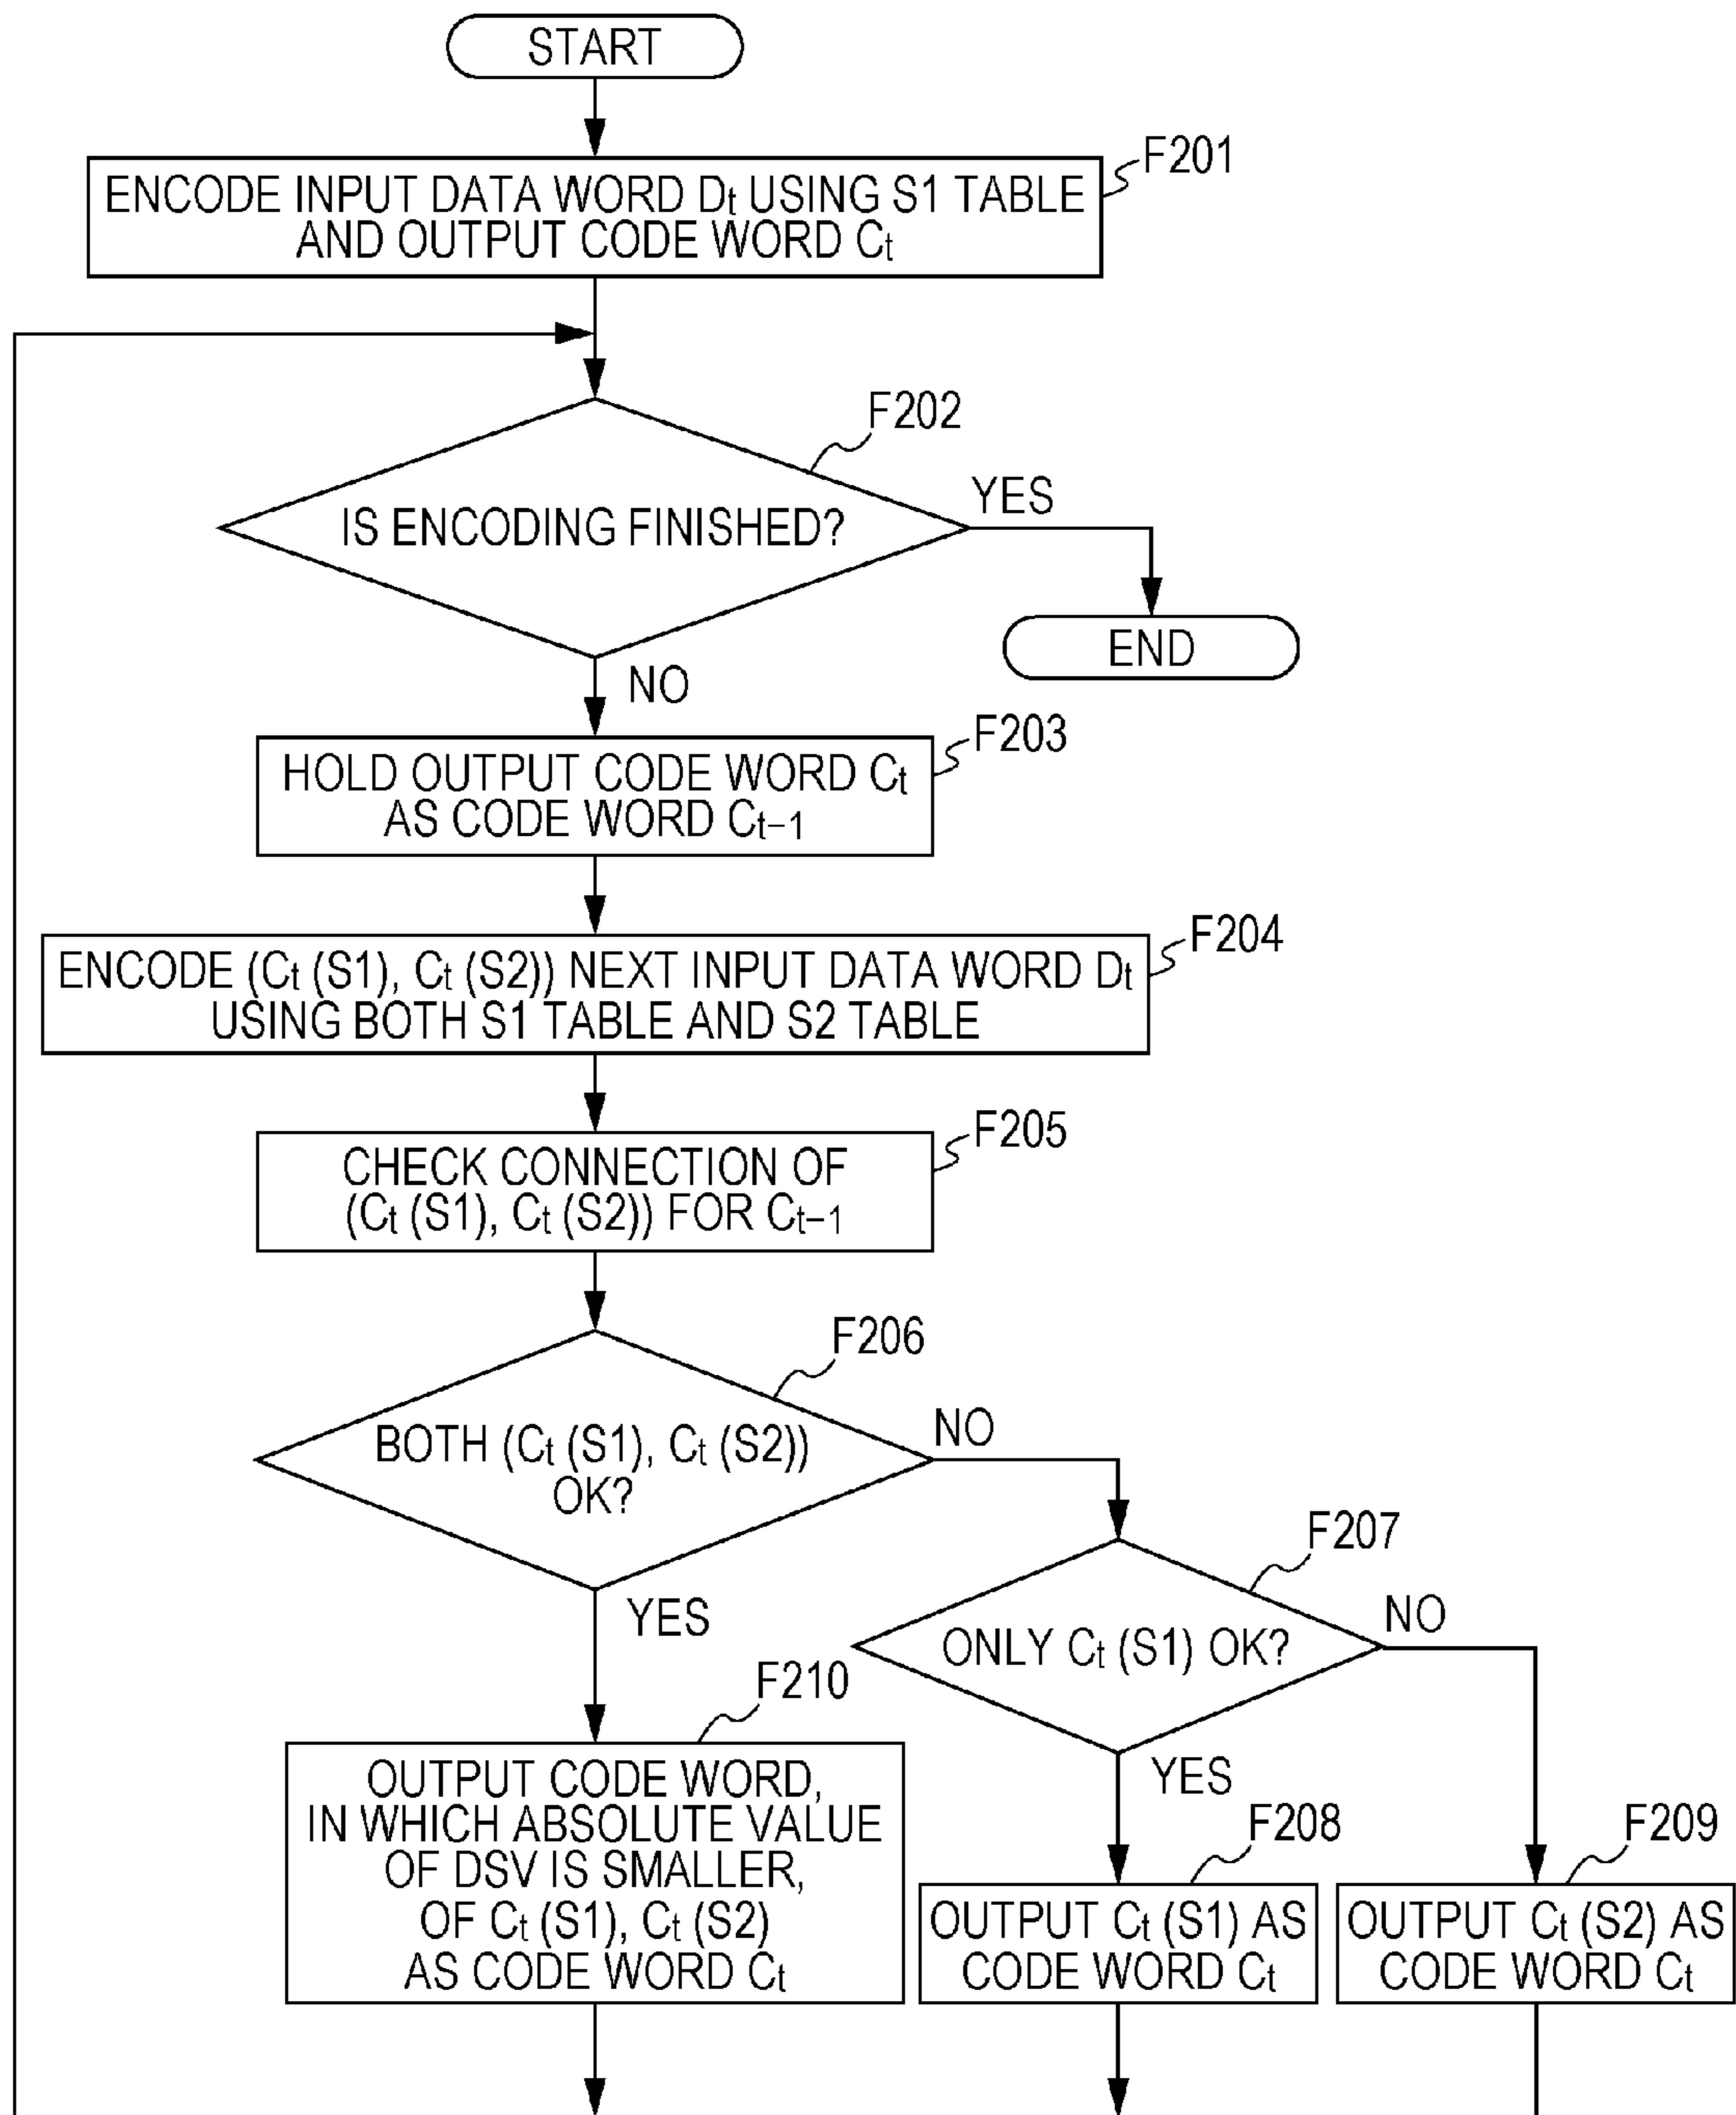 START
F201
ENCODE INPUT DATA WORD Dt USING S1 TABLE
AND OUTPUT CODE WORD Ct
F202
YES
IS ENCODING FINISHED?
END
NO
F203
HOLD OUTPUT CODE WORD Ct
AS CODE WORD Ct-1
F204
ENCODE (Ct (S1), Ct (S2)) NEXT INPUT DATA WORD Dt
USING BOTH S1 TABLE AND S2 TABLE
F205
CHECK CONNECTION OF
(Ct (S1), Ct (S2)) FOR Ct-1
F206
NO
BOTH (Ct (S1), Ct (S2))
OK?
F207
YES
NO
ONLY Ct (S1) OK?
F210
YES
OUTPUT CODE WORD,
IN WHICH ABSOLUTE VALUE
OF DSV IS SMALLER,
OF Ct (S1), Ct (S2)
AS CODE WORD Ct
F208
OUTPUT Ct (S1) AS
CODE WORD Ct
F209
OUTPUT Ct (S2) AS
CODE WORD Ct